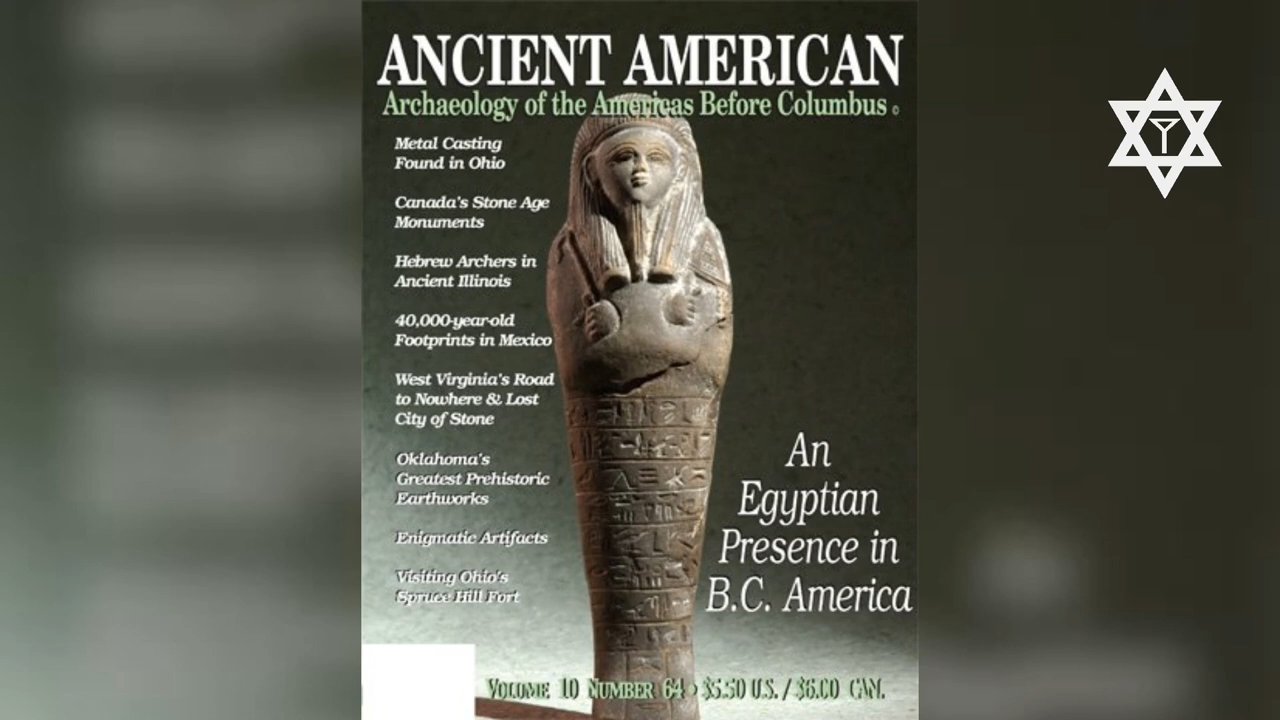 ANCIENT AMERICAN
Archaeology of the Americas Before Columbus ©
Metal Casting
Found in Ohio
Canada's Stone Age
Monuments
Hebrew Archers in
Ancient Illinois
40,000-year-old
Footprints in Mexico
West Virginia's Road
to Nowhere & Lost
City of Stone
Oklahoma's
Greatest Prehistoric
Earthworks
Enigmatic Artifacts
Visiting Ohio's
Spruce Hill Fort
An
Egyptian
Presence in
B.C. America
VOLUME 10 NUMBER 64 • $5.50 U.S. / $6.00 CAN.